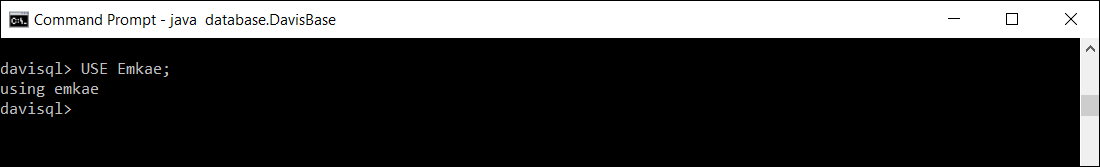 Command Prompt - java  database.DavisBase
davisql> USE Emkae;
using emkae
davisql>